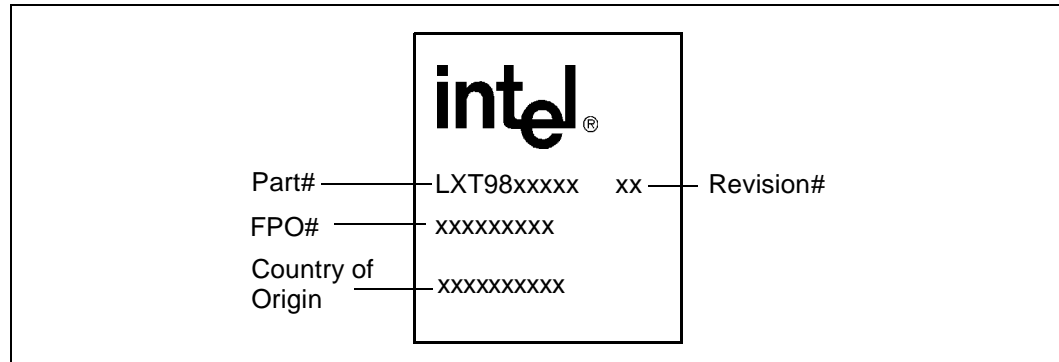 intel®
Part# LXT98xxxxx xx Revision#
FPO# xxxxxxxxx
Country of
Origin xxxxxxxxxx